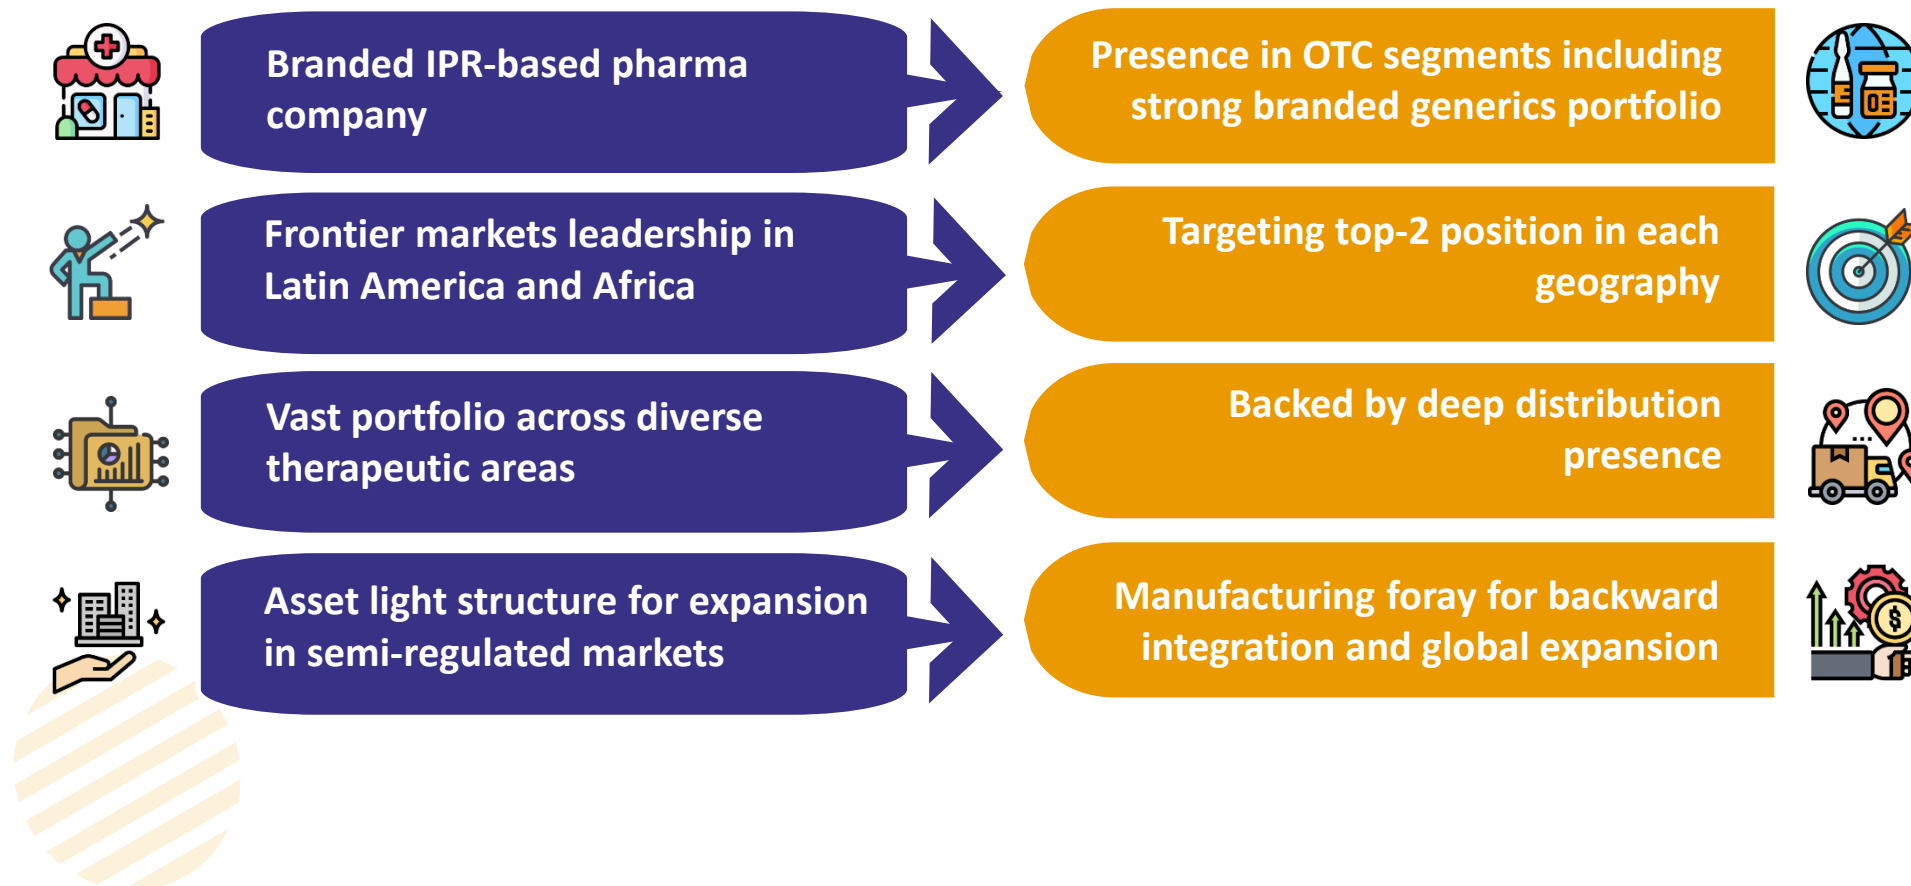 Branded IPR-based pharma
company
Presence in OTC segments including
strong branded generics portfolio
Frontier markets leadership in
Latin America and Africa
Targeting top-2 position in each
geography
Vast portfolio across diverse
therapeutic areas
Backed by deep distribution
presence
Asset light structure for expansion
in semi-regulated markets
Manufacturing foray for backward
integration and global expansion